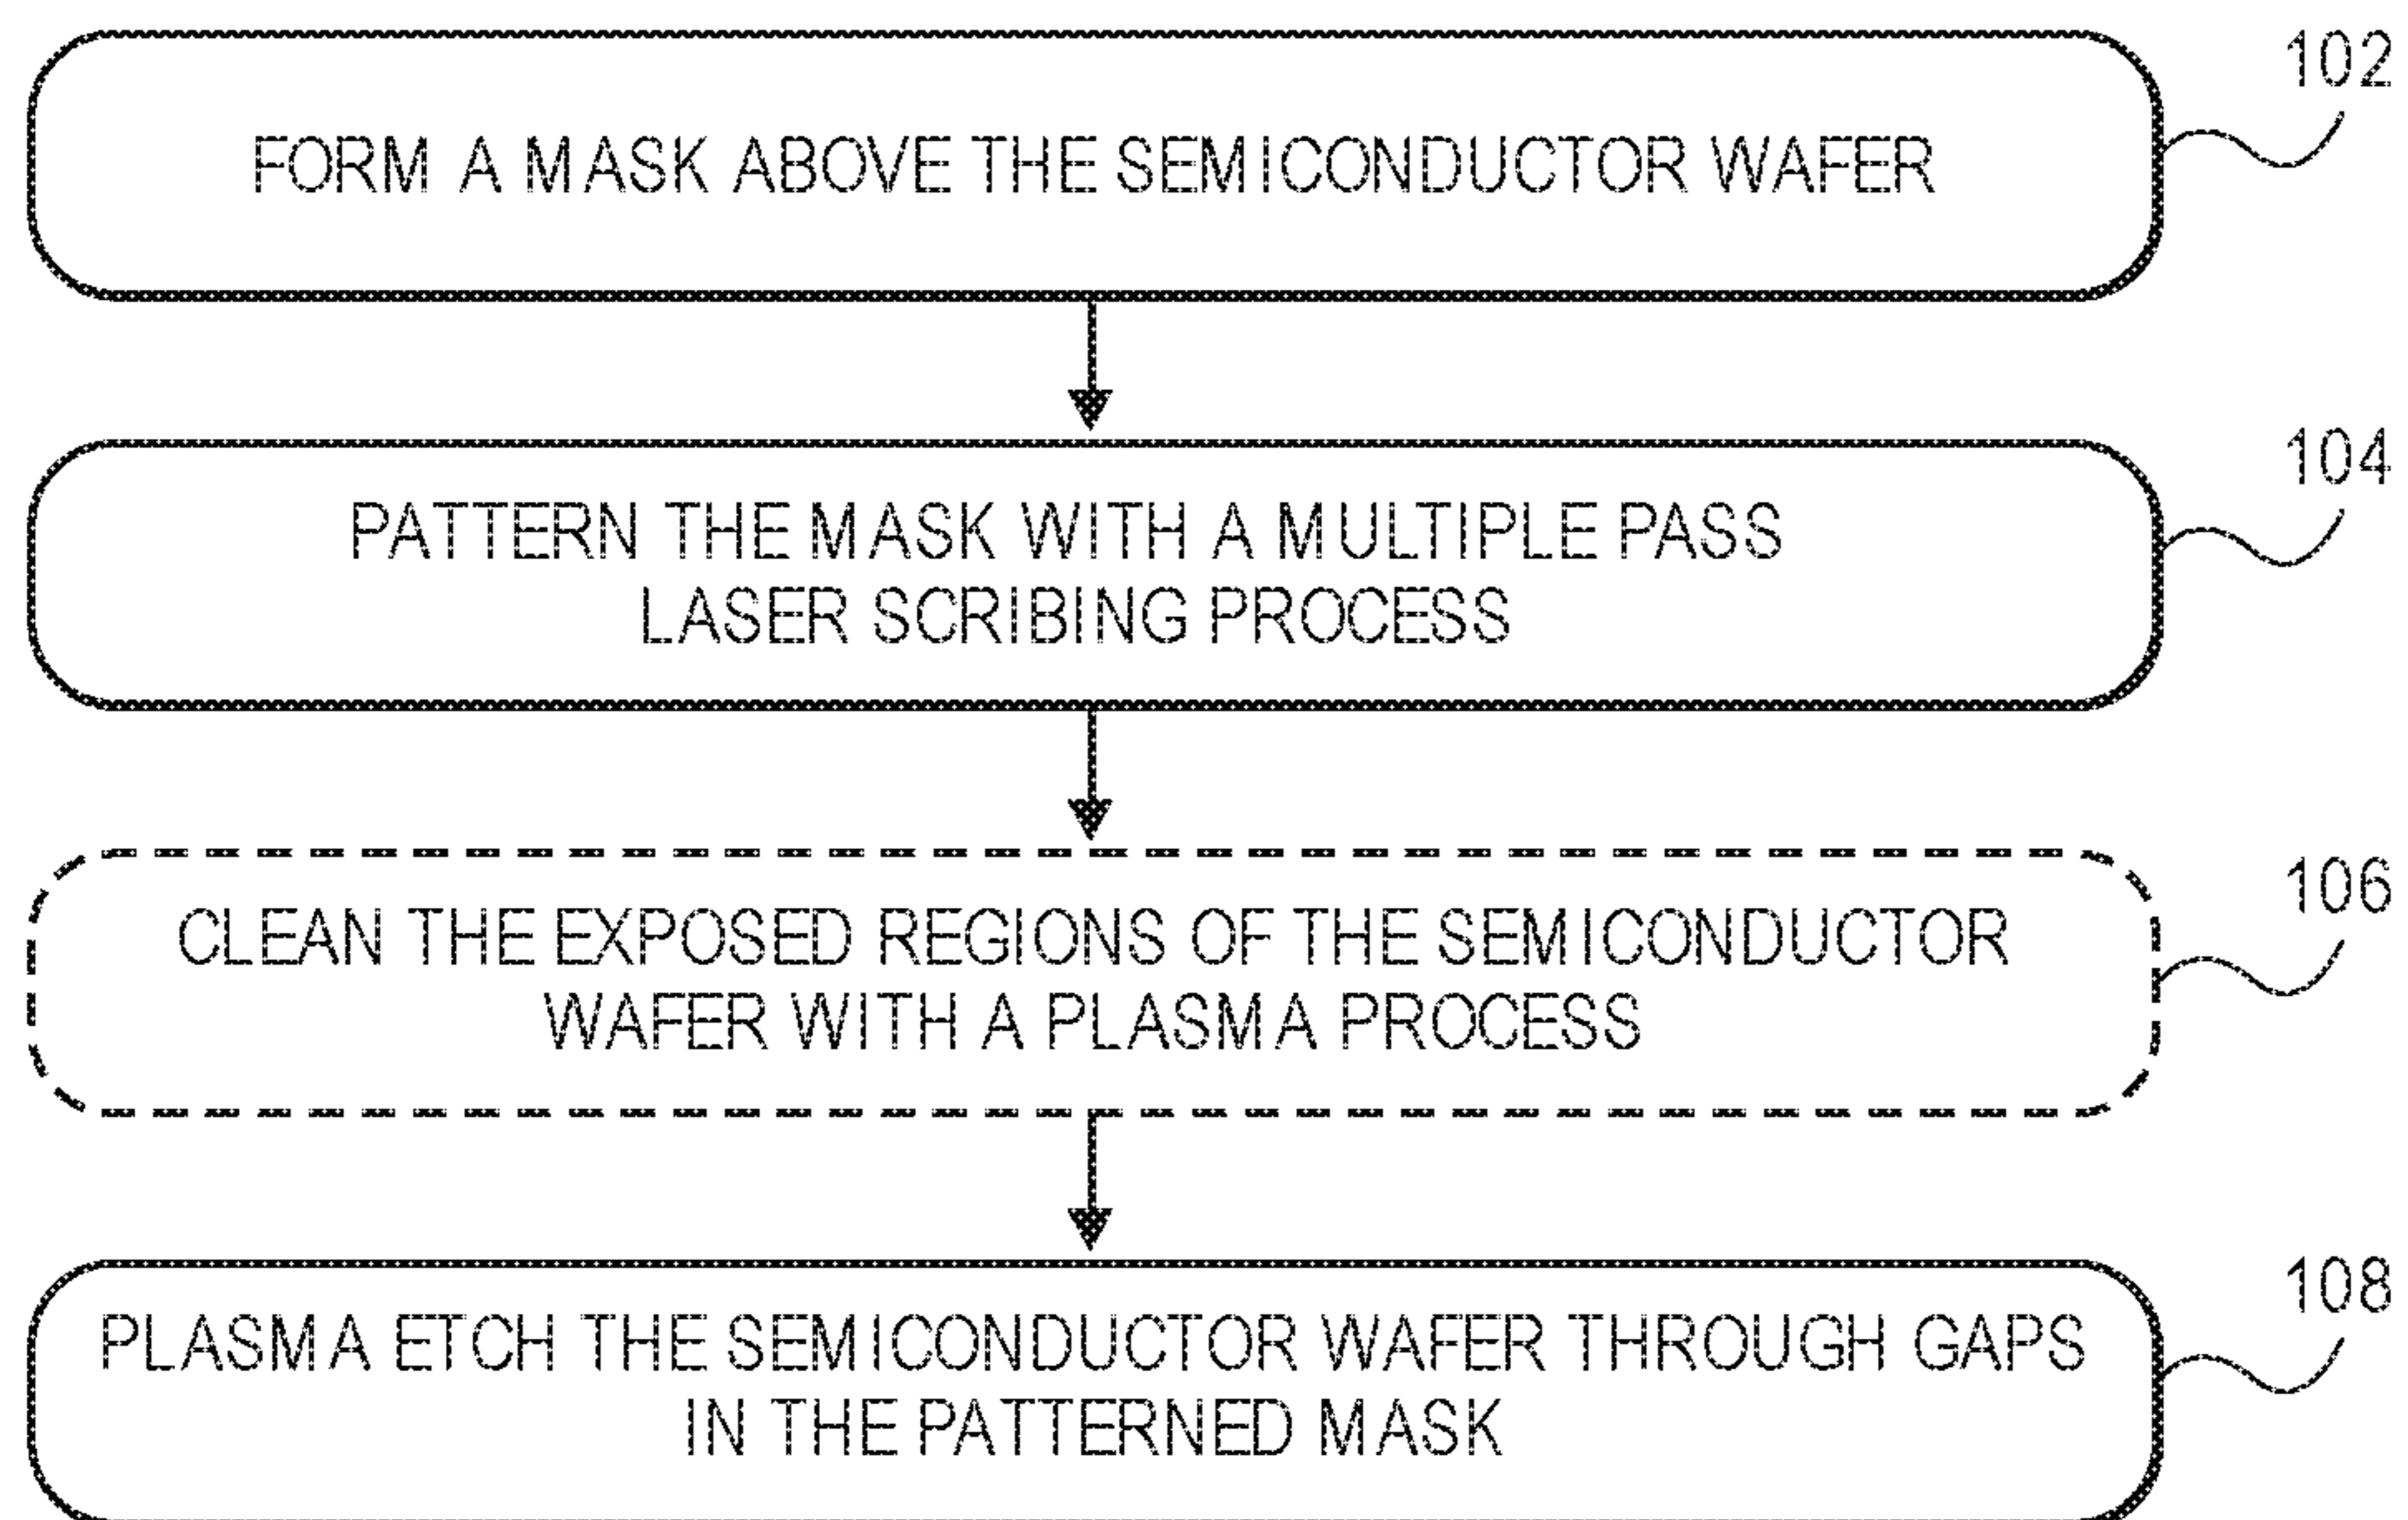 102
FORM A MASK ABOVE THE SEMICONDUCTOR WAFER
104
PATTERN THE MASK WITH A MULTIPLE PASS
LASER SCRIBING PROCESS
106
CLEAN THE EXPOSED REGIONS OF THE SEMICONDUCTOR
WAFER WITH A PLASMA PROCESS
108
PLASMA ETCH THE SEMICONDUCTOR WAFER THROUGH GAPS
IN THE PATTERNED MASK